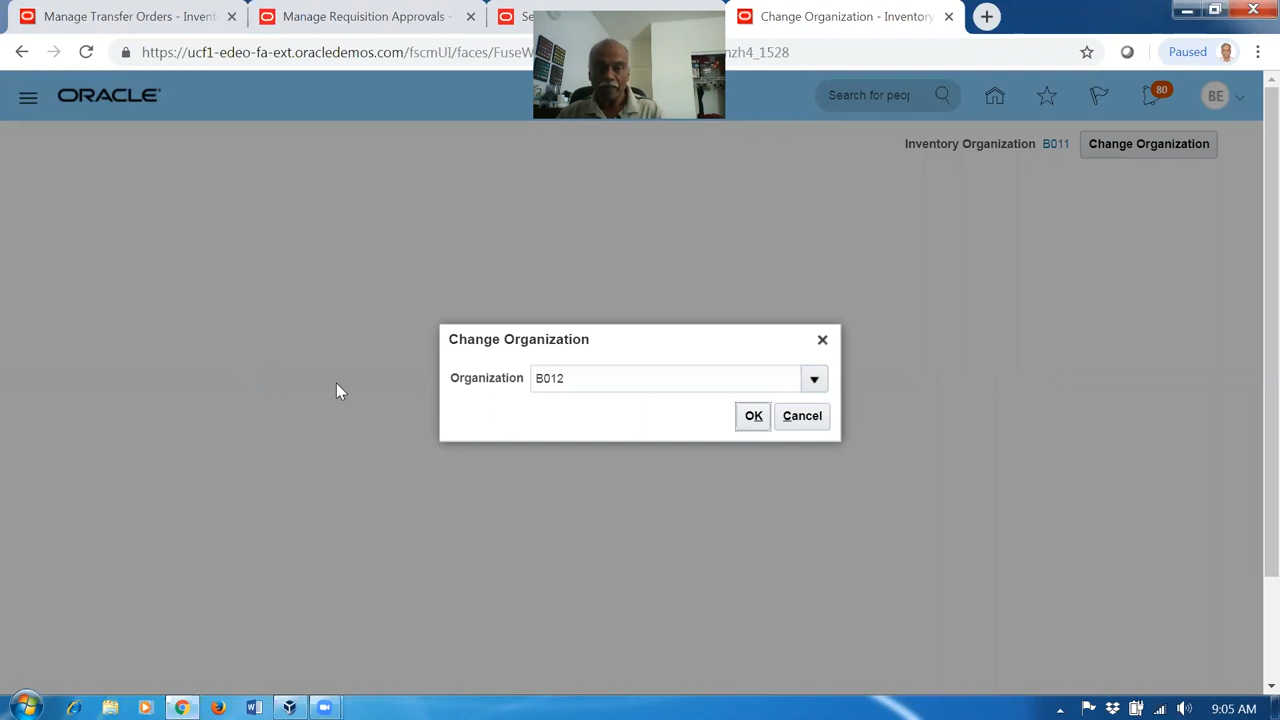 Manage Transfer Orders - Invent
Manage Requisition Approvals -
Se
Change Organization - Inventory
https://ucf1-edeo-fa-ext.oracledemos.com/fscmUI/faces/FuseW
nzh4_1528
Paused
ORACLE
Search for peop
80
BE
Inventory Organization B011 Change Organization
Change Organization
Organization B012
OK Cancel
9:05 AM